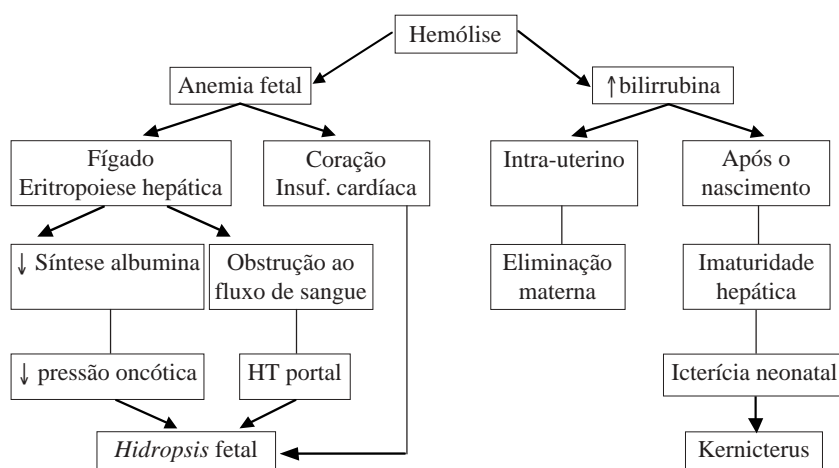 Hemólise
Anemia fetal
↑bilirrubina
Fígado
Eritropoiese hepática
Coração
Insuf. cardíaca
Intra-uterino
Após o
nascimento
↓ Síntese albumina
Obstrução ao
fluxo de sangue
Eliminação
materna
Imaturidade
hepática
↓ pressão oncótica
HT portal
Icterícia neonatal
Hidropsis fetal
Kernicterus